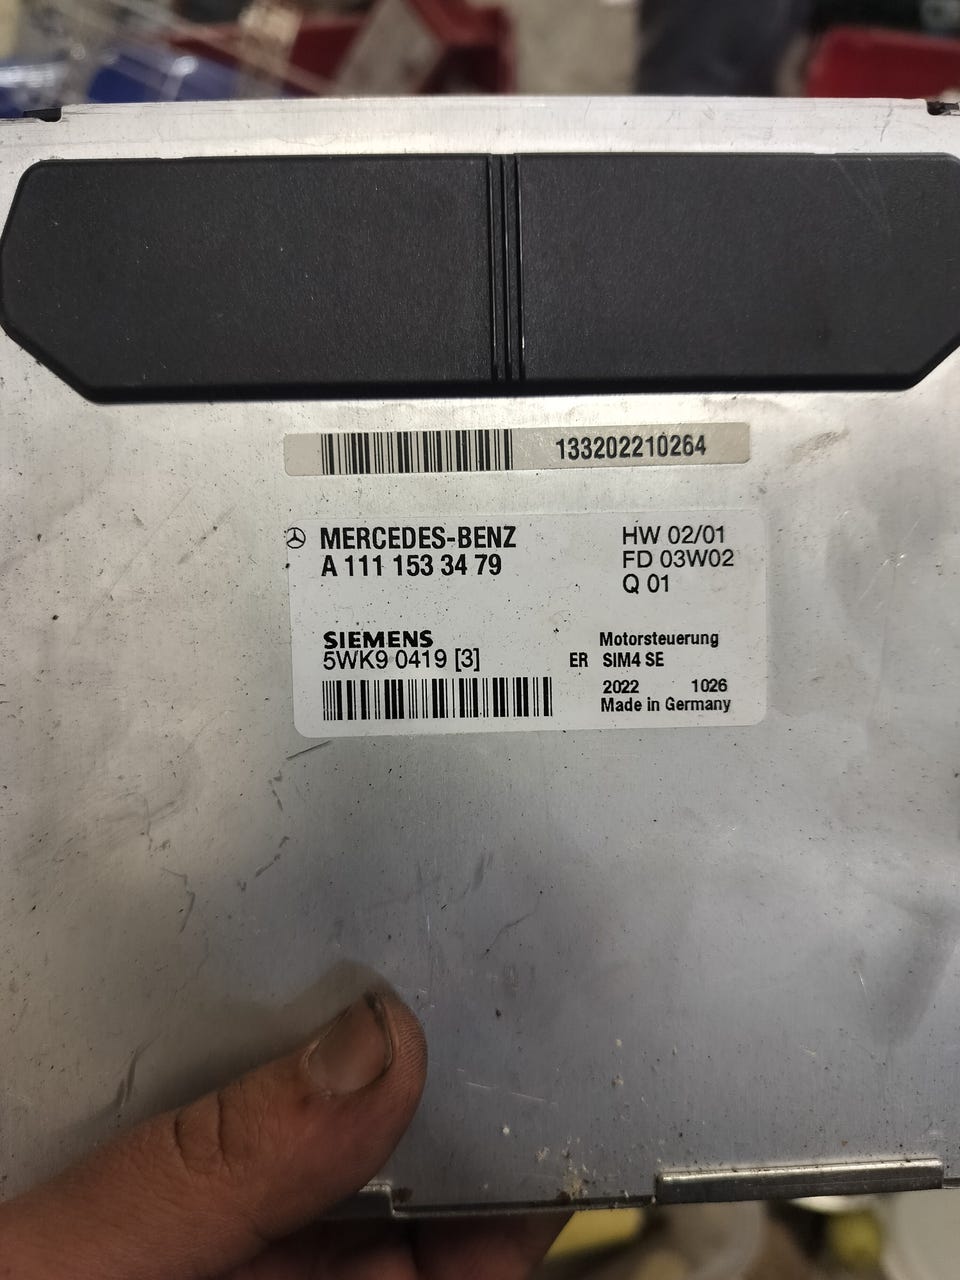 133202210264
MERCEDES-BENZ HW 02/01
A 111 153 34 79 FD 03W02
Q 01
SIEMENS Motorsteuerung
5WK9 0419 [3] ER SIM4 SE
2022 1026
Made in Germany